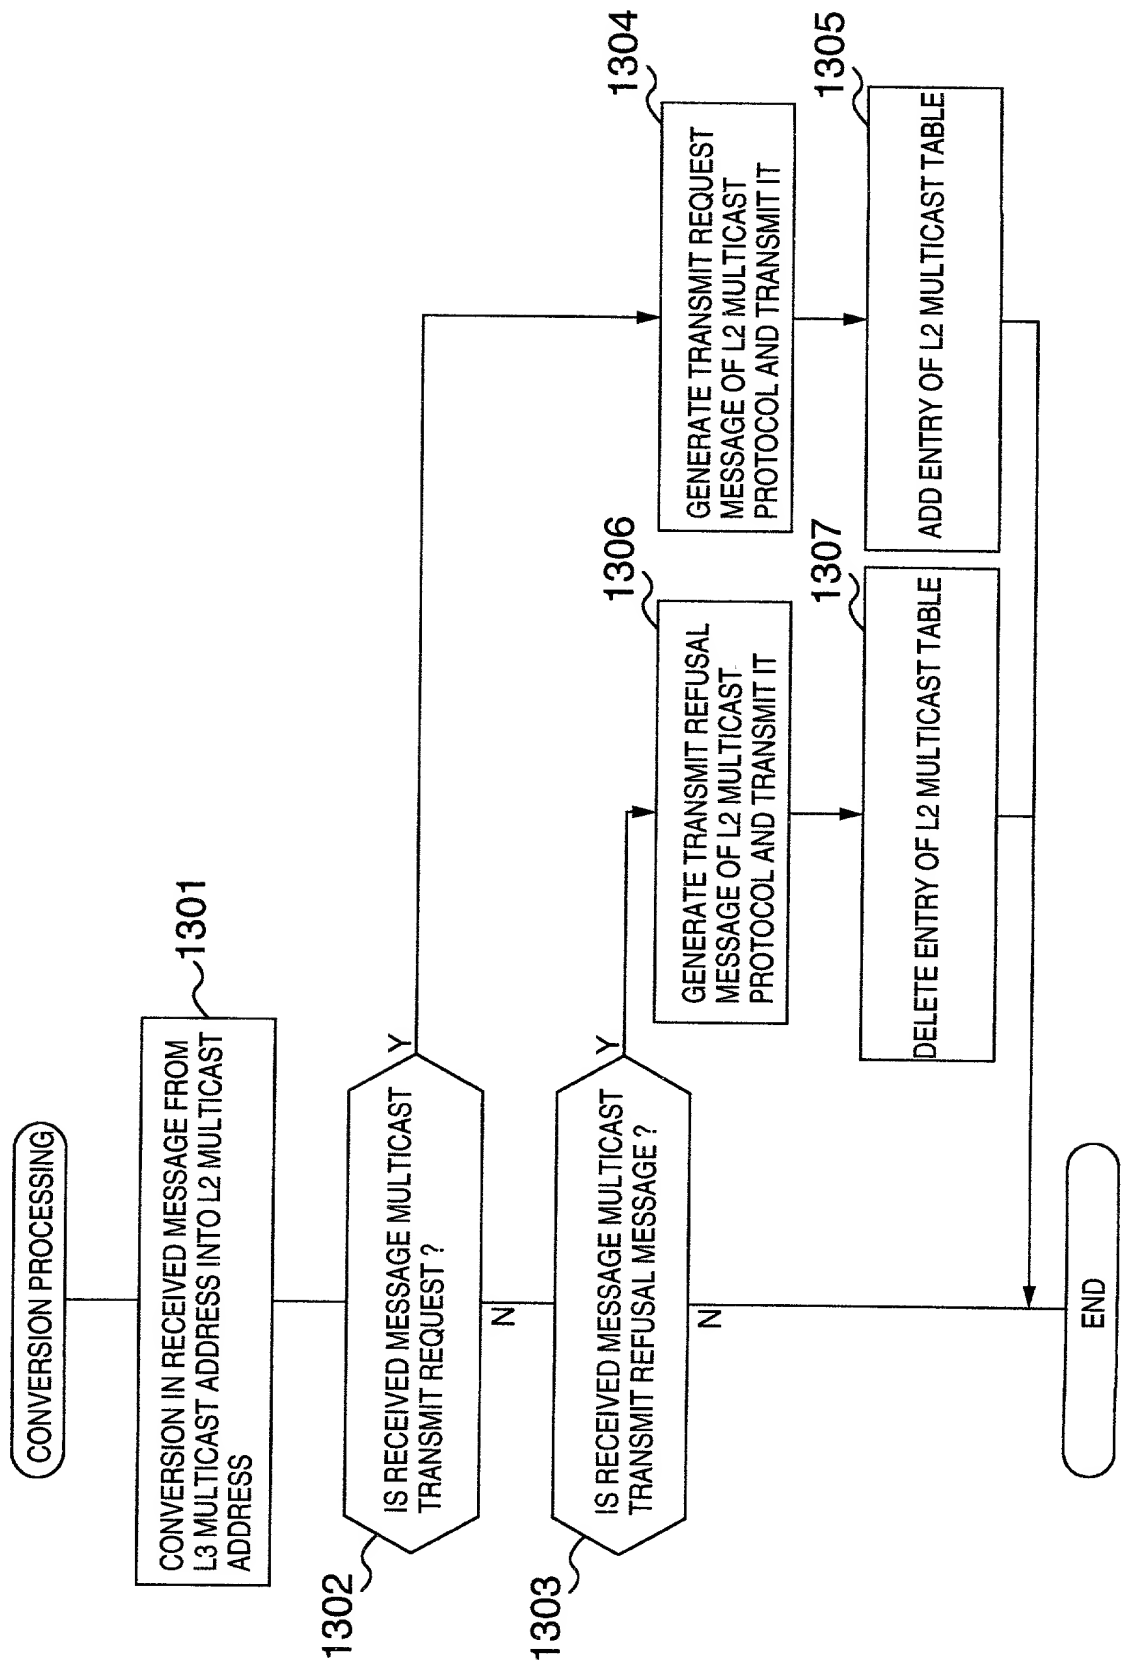 CONVERSION PROCESSING
1301
CONVERSION IN RECEIVED MESSAGE FROM
L3 MULTICAST ADDRESS INTO L2 MULTICAST
ADDRESS
1302
IS RECEIVED MESSAGE MULTICAST
TRANSMIT REQUEST ?
Y
N
1303
IS RECEIVED MESSAGE MULTICAST
TRANSMIT REFUSAL MESSAGE ?
Y
N
1306
GENERATE TRANSMIT REFUSAL
MESSAGE OF L2 MULTICAST
PROTOCOL AND TRANSMIT IT
1304
GENERATE TRANSMIT REQUEST
MESSAGE OF L2 MULTICAST
PROTOCOL AND TRANSMIT IT
1307
DELETE ENTRY OF L2 MULTICAST TABLE
1305
ADD ENTRY OF L2 MULTICAST TABLE
END